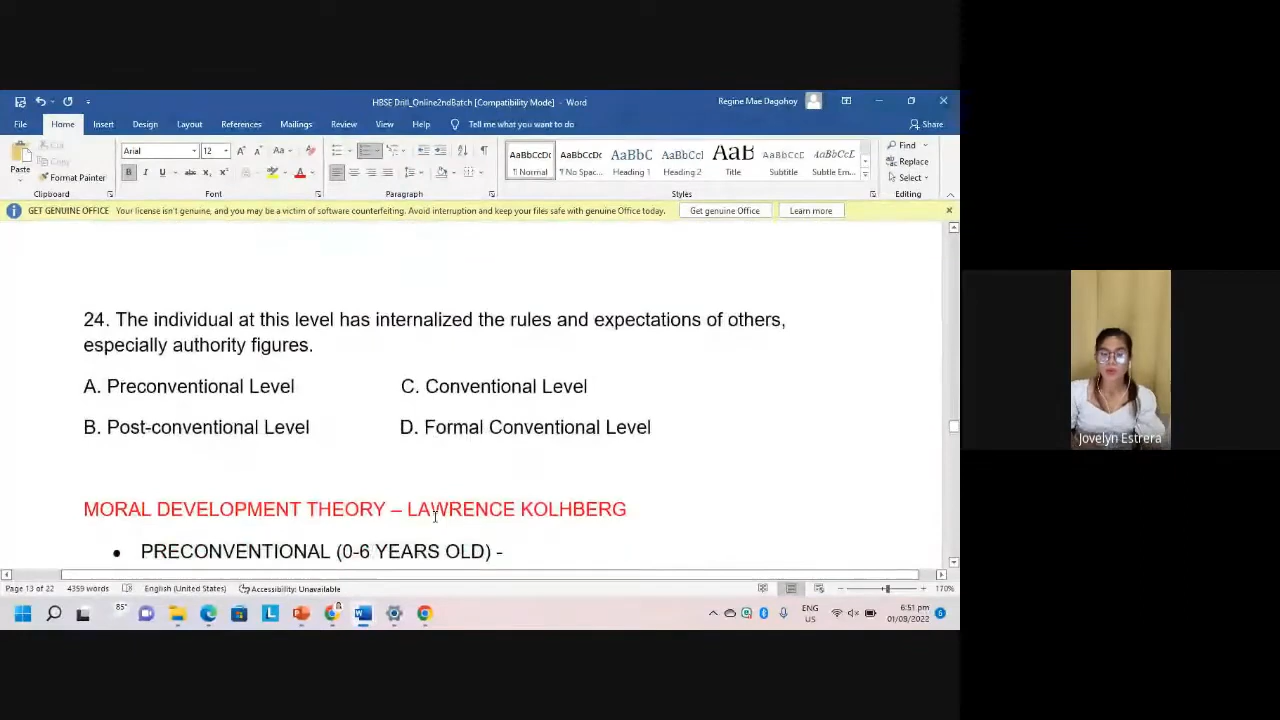 HBSE Drill_Online2ndBatch [Compatibility Mode] - Word
Regine Mae Dagohoy
File Home Insert Design Layout References Mailings Review View Help Tell me what you want to do
Share
Paste
Cut
Copy
Format Painter
Clipboard
Arial 12
Font
Paragraph
AaBbCcDc AaBbCcDc AaBbC AaBbCcI AaB AaBbCcD AaBbCcL
¶ Normal ¶ No Spac... Heading 1 Heading 2 Title Subtitle Subtle Em...
Styles
Find
Replace
Select
Editing
GET GENUINE OFFICE Your license isn't genuine, and you may be a victim of software counterfeiting. Avoid interruption and keep your files safe with genuine Office today. Get genuine Office Learn more
24. The individual at this level has internalized the rules and expectations of others,
especially authority figures.
A. Preconventional Level C. Conventional Level
B. Post-conventional Level D. Formal Conventional Level
MORAL DEVELOPMENT THEORY – LAWRENCE KOLHBERG
• PRECONVENTIONAL (0-6 YEARS OLD) -
Page 13 of 22 4359 words English (United States) Accessibility: Unavailable 170%
85°
ENG
US
6:51 pm
01/09/2022
6
Jovelyn Estrera